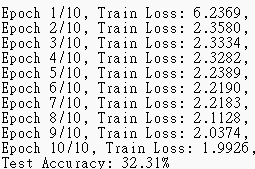 Epoch 1/10, Train Loss: 6.2369,
Epoch 2/10, Train Loss: 2.3580,
Epoch 3/10, Train Loss: 2.3334,
Epoch 4/10, Train Loss: 2.3282,
Epoch 5/10, Train Loss: 2.2389,
Epoch 6/10, Train Loss: 2.2190,
Epoch 7/10, Train Loss: 2.2183,
Epoch 8/10, Train Loss: 2.1128,
Epoch 9/10, Train Loss: 2.0374,
Epoch 10/10, Train Loss: 1.9926,
Test Accuracy: 32.31%